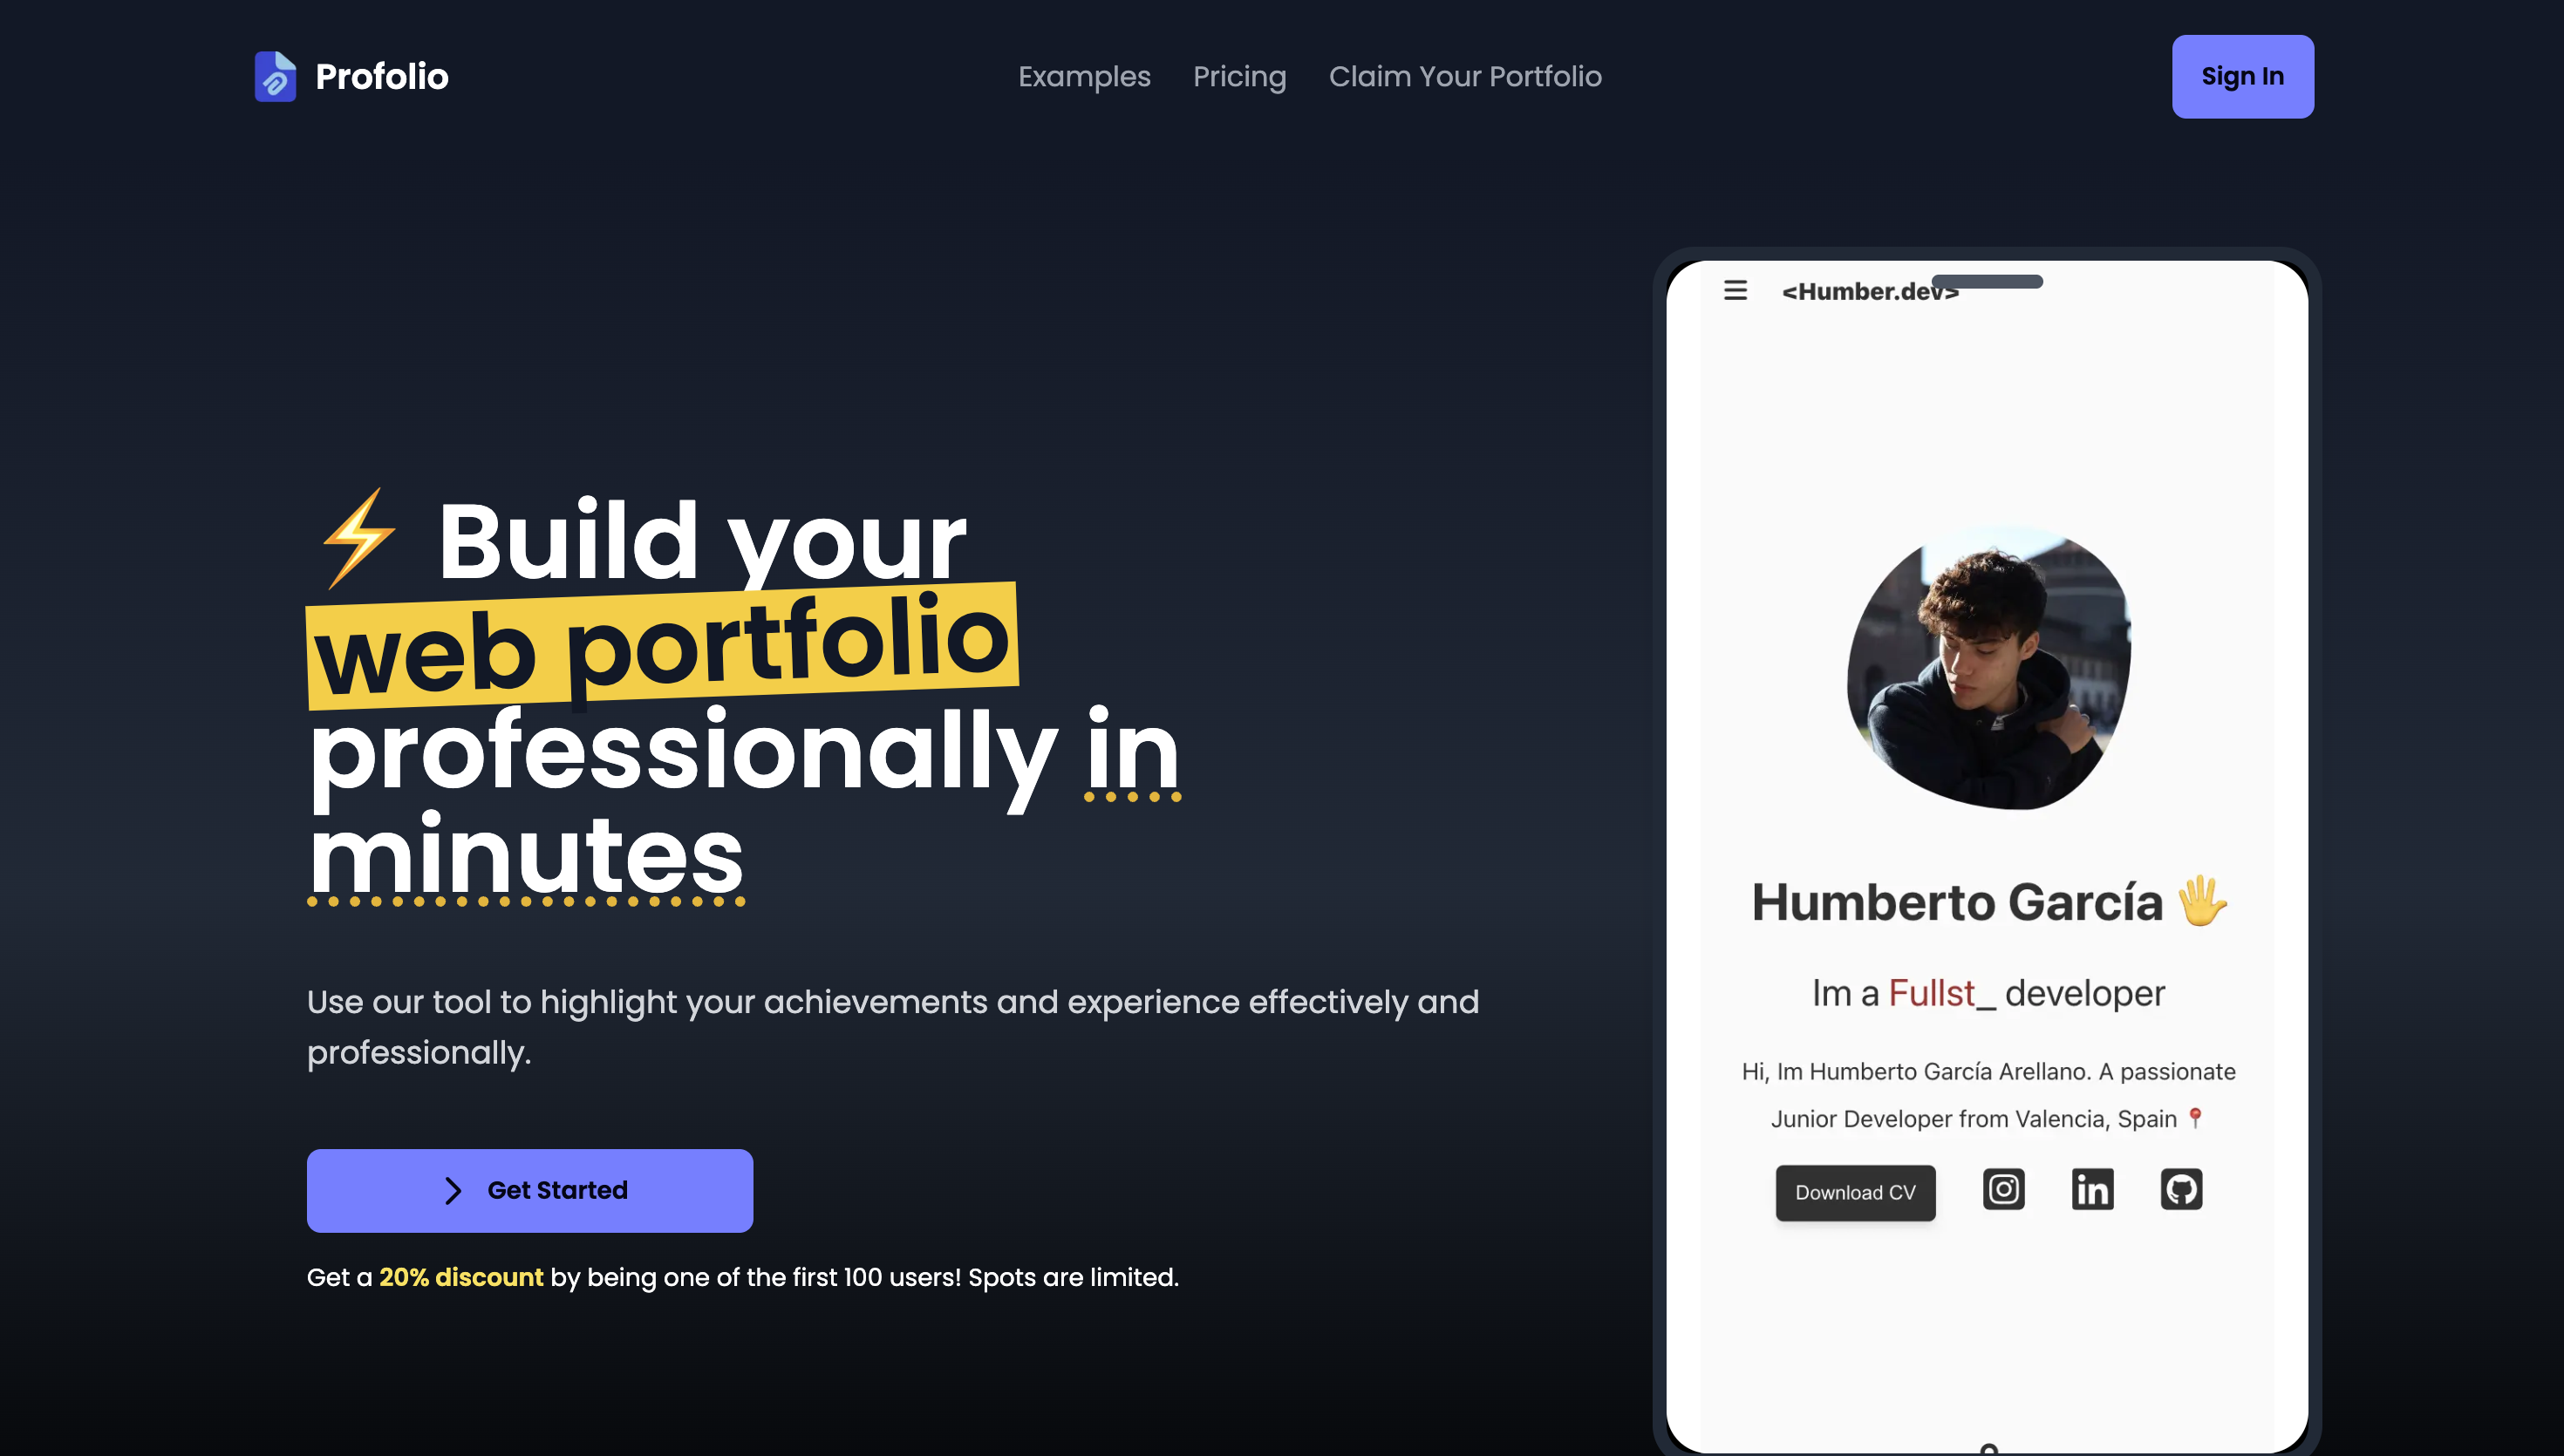 Profolio
Examples
Pricing
Claim Your Portfolio
Sign In
⚡ Build your
web portfolio
professionally in
minutes
Use our tool to highlight your achievements and experience effectively and
professionally.
Get Started
Get a 20% discount by being one of the first 100 users! Spots are limited.
<Humber.dev>
Humberto García 🖐
Im a Fullst_ developer
Hi, Im Humberto García Arellano. A passionate
Junior Developer from Valencia, Spain 📍
Download CV
in